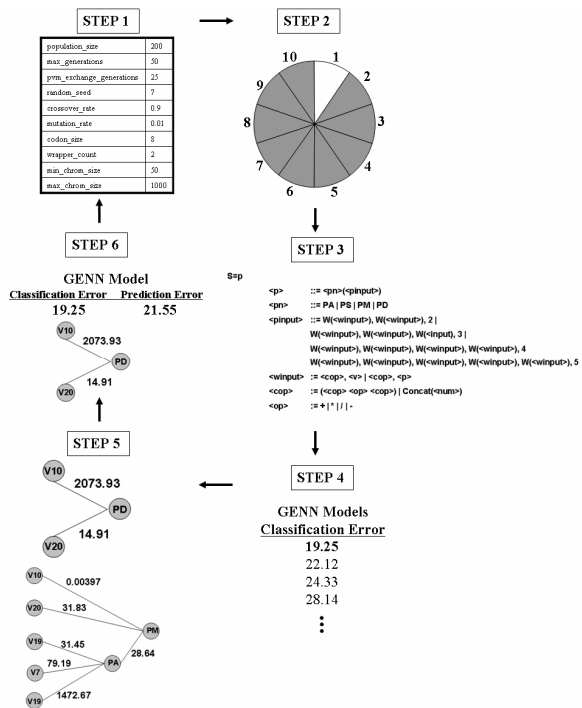 STEP 1
population_size 200
max_generations 50
pvm_exchange_generations 25
random_seed 7
crossover_rate 0.9
mutation_rate 0.01
codon_size 8
wrapper_count 2
min_chrom_size 50
max_chrom_size 1000
STEP 2
1
2
3
4
5
6
7
8
9
10
STEP 3
S=p
<p> ::= <pn>(<pinput>)
<pn> ::= PA | PS | PM | PD
<pinput> ::= W(<winput>), W(<winput>), 2 |
W(<winput>), W(<winput>), W(<input), 3 |
W(<winput>), W(<winput>), W(<winput>), W(<winput>), 4
W(<winput>), W(<winput>), W(<winput>), W(<winput>), W(<winput>), 5
<winput> := <cop>, <v> | <cop>, <p>
<cop> := (<cop> <op> <cop>) | Concat(<num>)
<op> ::= + | * | / | -
STEP 4
GENN Models
Classification Error
19.25
22.12
24.33
28.14
STEP 5
V10
2073.93
PD
14.91
V20
V10
0.00397
V20
31.83
PM
V19
31.45
28.64
PA
V7
79.19
V19
1472.67
STEP 6
GENN Model
Classification Error Prediction Error
19.25 21.55
V10
2073.93
PD
14.91
V20